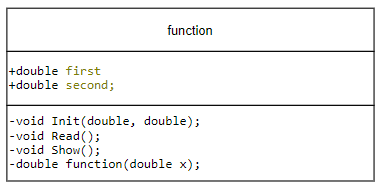 function
+double first
+double second;
-void Init(double, double);
-void Read();
-void Show();
-double function(double x);